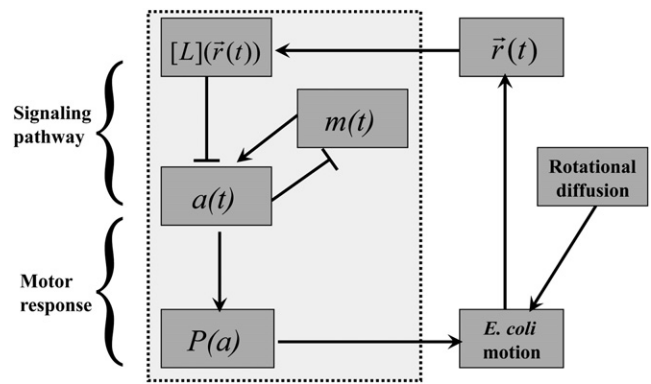 [L](r⃗(t))
r⃗(t)
Signaling
pathway
m(t)
Rotational
diffusion
a(t)
Motor
response
P(a)
E. coli
motion